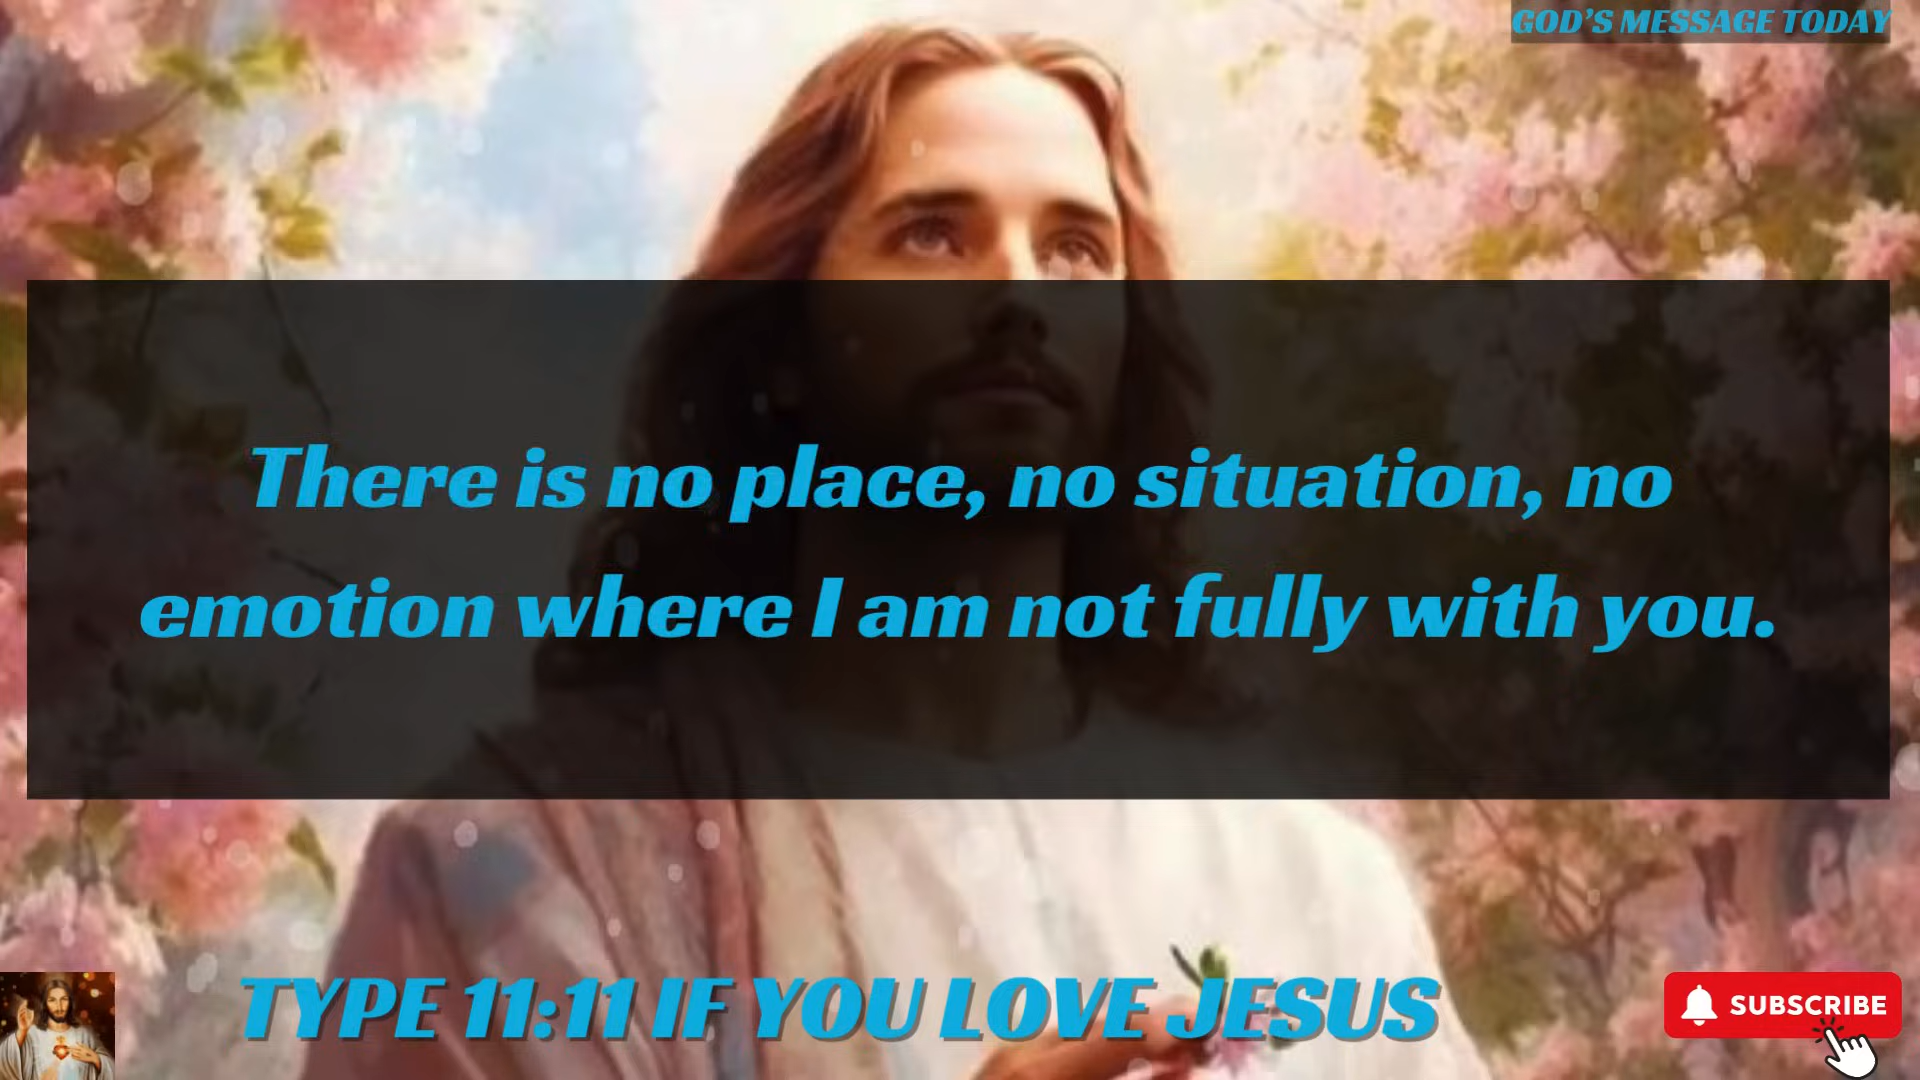 GOD'S MESSAGE TODAY
There is no place, no situation, no
emotion where I am not fully with you.
TYPE 11:11 IF YOU LOVE JESUS
SUBSCRIBE